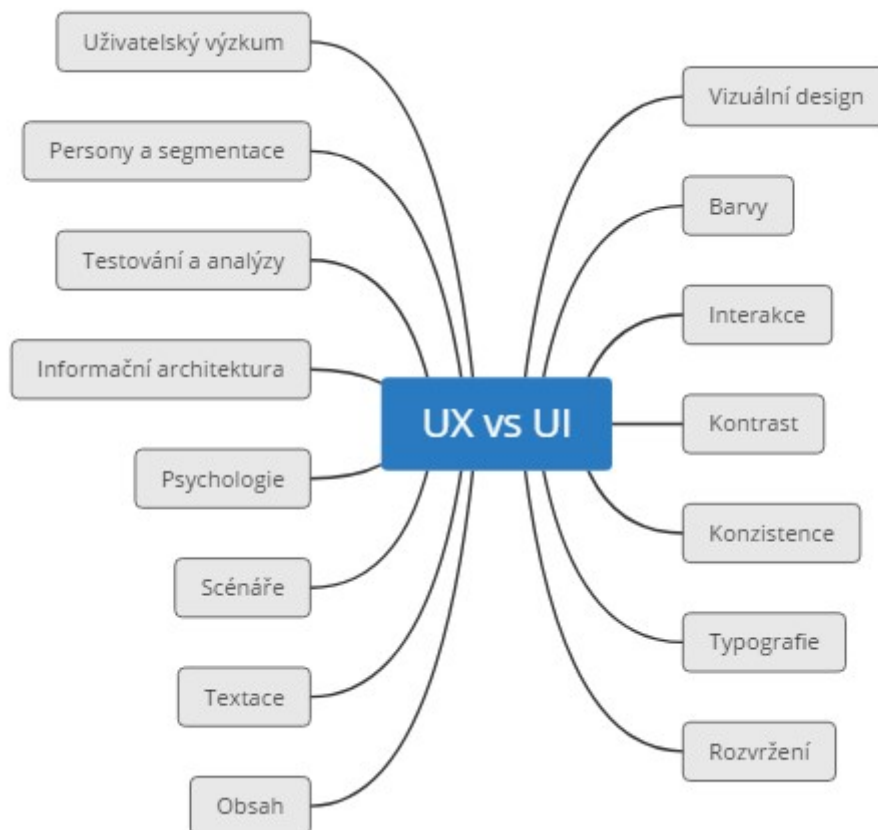 Uživatelský výzkum
Persony a segmentace
Testování a analýzy
Informační architektura
Psychologie
Scénáře
Textace
Obsah
UX vs UI
Vizuální design
Barvy
Interakce
Kontrast
Konzistence
Typografie
Rozvržení